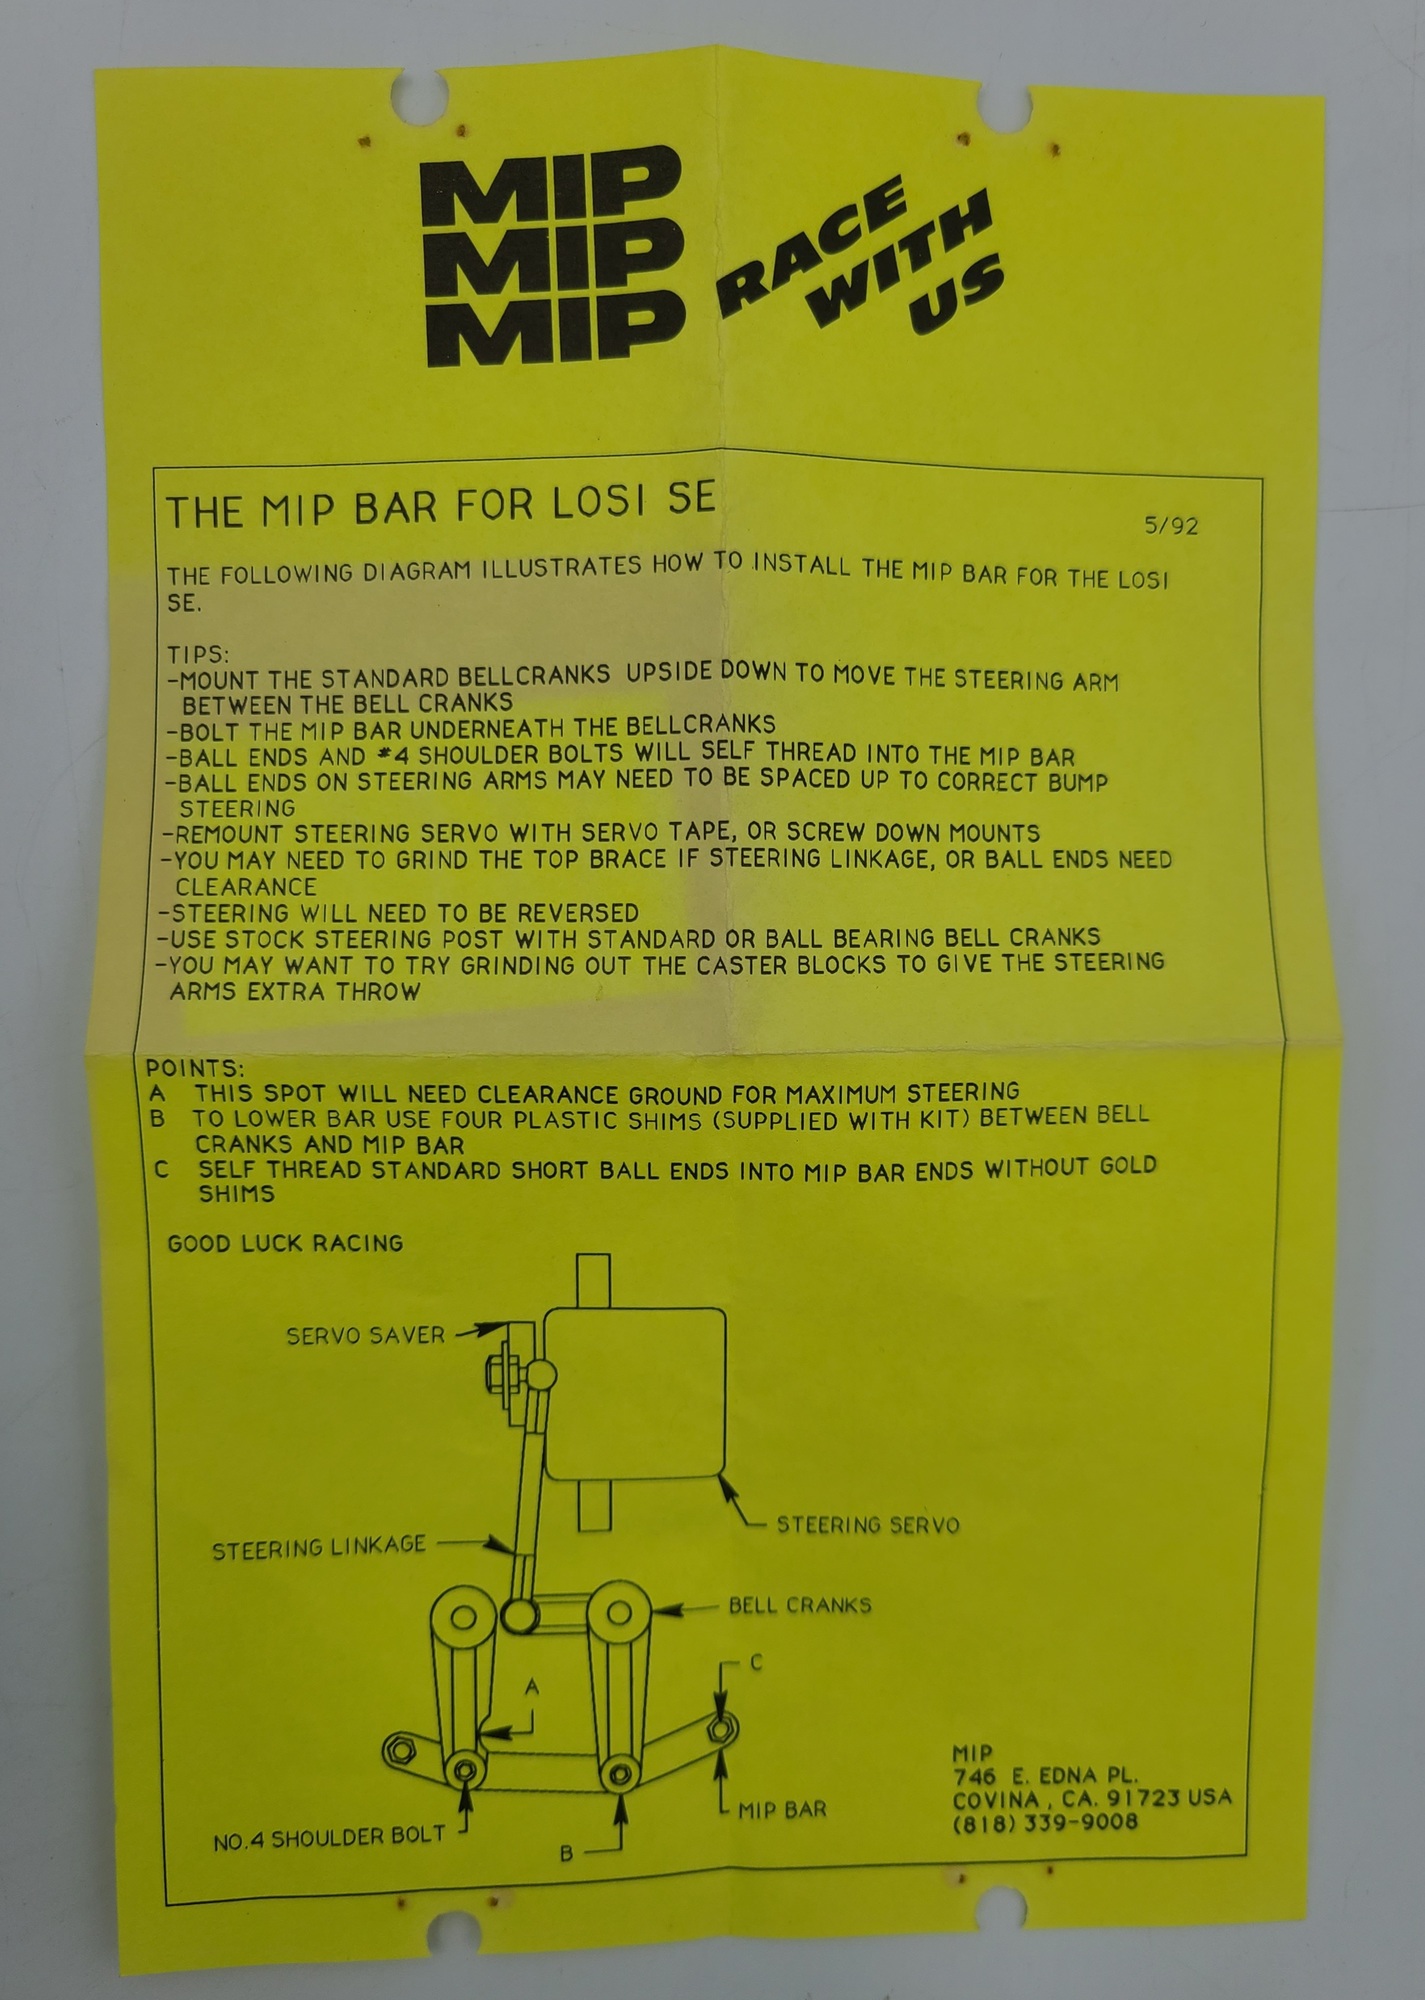 MIP
MIP
MIP
RACE
WITH
US
THE MIP BAR FOR LOSI SE
5/92
THE FOLLOWING DIAGRAM ILLUSTRATES HOW TO INSTALL THE MIP BAR FOR THE LOSI
SE.
TIPS:
-MOUNT THE STANDARD BELLCRANKS UPSIDE DOWN TO MOVE THE STEERING ARM
BETWEEN THE BELL CRANKS
-BOLT THE MIP BAR UNDERNEATH THE BELLCRANKS
-BALL ENDS AND #4 SHOULDER BOLTS WILL SELF THREAD INTO THE MIP BAR
-BALL ENDS ON STEERING ARMS MAY NEED TO BE SPACED UP TO CORRECT BUMP
STEERING
-REMOUNT STEERING SERVO WITH SERVO TAPE, OR SCREW DOWN MOUNTS
-YOU MAY NEED TO GRIND THE TOP BRACE IF STEERING LINKAGE, OR BALL ENDS NEED
CLEARANCE
-STEERING WILL NEED TO BE REVERSED
-USE STOCK STEERING POST WITH STANDARD OR BALL BEARING BELL CRANKS
-YOU MAY WANT TO TRY GRINDING OUT THE CASTER BLOCKS TO GIVE THE STEERING
ARMS EXTRA THROW
POINTS:
A THIS SPOT WILL NEED CLEARANCE GROUND FOR MAXIMUM STEERING
B TO LOWER BAR USE FOUR PLASTIC SHIMS (SUPPLIED WITH KIT) BETWEEN BELL
CRANKS AND MIP BAR
C SELF THREAD STANDARD SHORT BALL ENDS INTO MIP BAR ENDS WITHOUT GOLD
SHIMS
GOOD LUCK RACING
SERVO SAVER
STEERING SERVO
STEERING LINKAGE
BELL CRANKS
C
A
MIP BAR
NO.4 SHOULDER BOLT
B
MIP
746 E. EDNA PL.
COVINA , CA. 91723 USA
(818) 339-9008